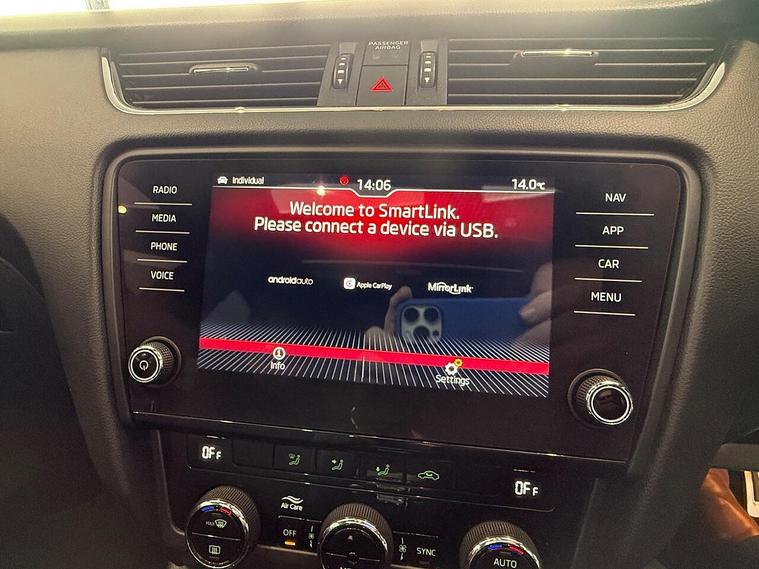 PASSENGER
AIRBAG
Individual
14:06
14.0°C
RADIO
MEDIA
PHONE
VOICE
Welcome to SmartLink.
Please connect a device via USB.
androidauto
Apple CarPlay
MirrorLink
Info
Settings
NAV
APP
CAR
MENU
OFF
OFF
Air Care
MAX
OFF
SYNC
AUTO